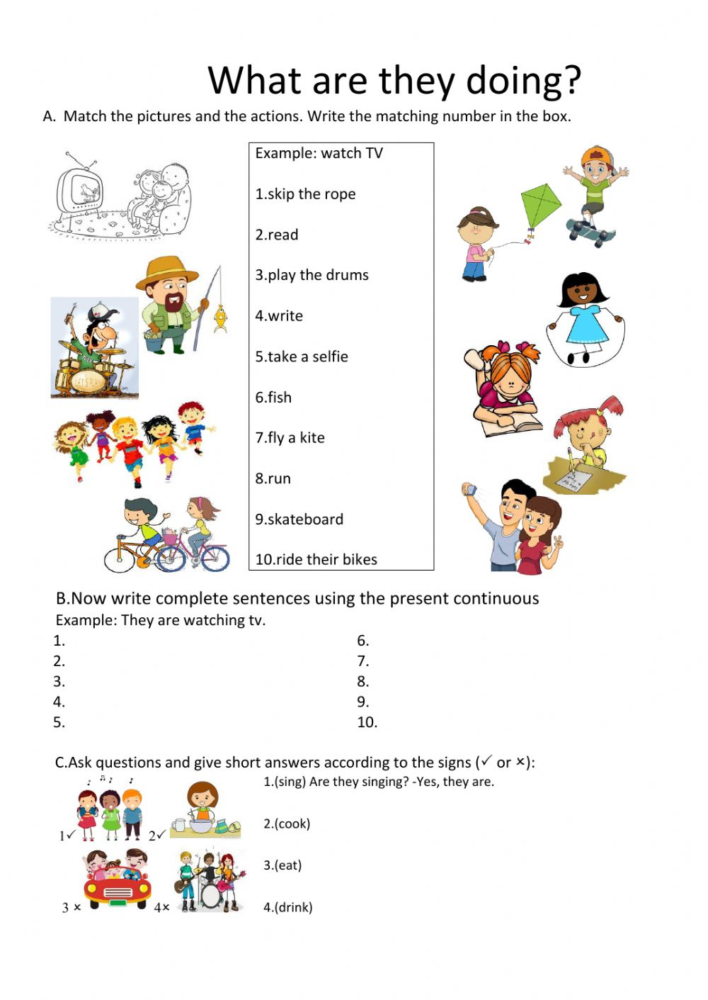 What are they doing?
A. Match the pictures and the actions. Write the matching number in the box.
Example: watch TV
1.skip the rope
2.read
3.play the drums
4.write
5.take a selfie
6.fish
7.fly a kite
8.run
9.skateboard
10.ride their bikes
LET'S PLAY
B.Now write complete sentences using the present continuous
Example: They are watching tv.
1.
2.
3.
4.
5.
6.
7.
8.
9.
10.
C.Ask questions and give short answers according to the signs (✓ or ×):
1✓
2✓
3 ×
4×
1.(sing) Are they singing? -Yes, they are.
2.(cook)
3.(eat)
4.(drink)